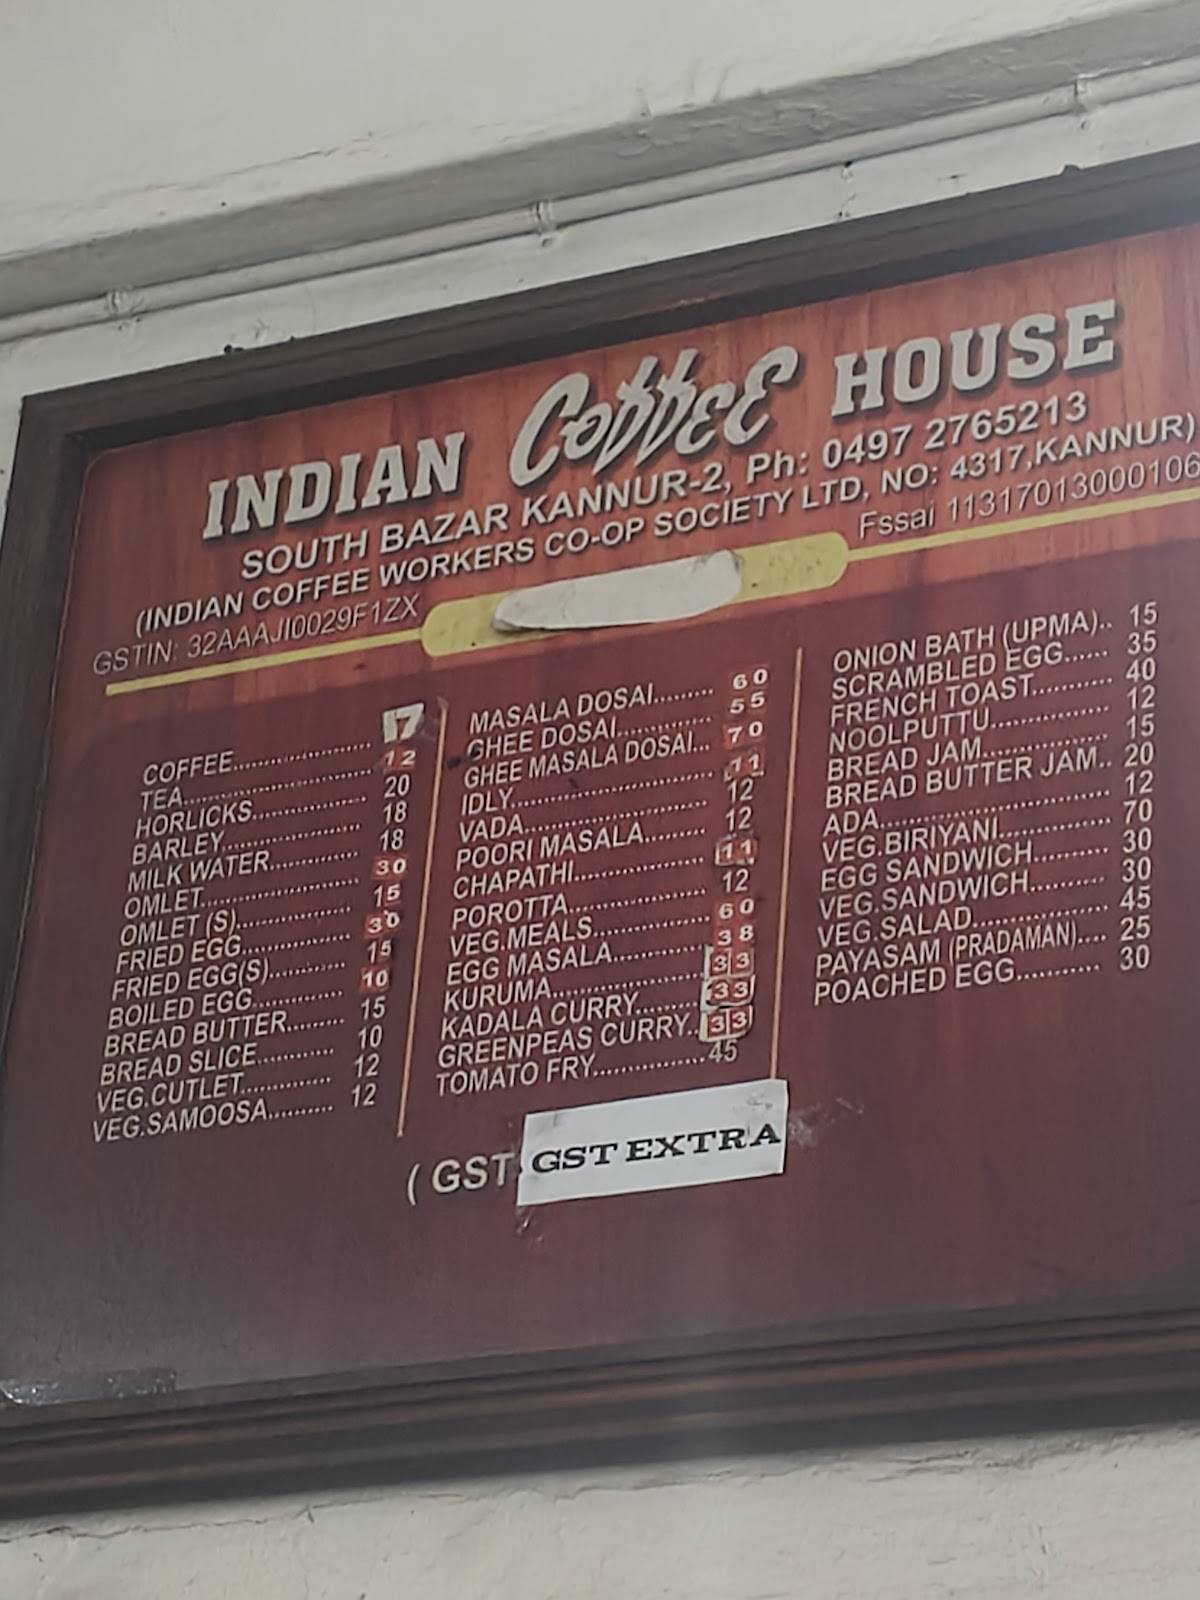 INDIAN Coffee HOUSE
SOUTH BAZAR KANNUR-2, Ph: 0497 2765213
(INDIAN COFFEE WORKERS CO-OP SOCIETY LTD, NO: 4317,KANNUR)
GSTIN: 32AAAJI0029F1ZX
Fssai 11317013000106
COFFEE 17
TEA 12
HORLICKS 20
BARLEY 18
MILK WATER 18
OMLET 30
OMLET (S) 15
FRIED EGG 30
FRIED EGG(S) 15
BOILED EGG 10
BREAD BUTTER 15
BREAD SLICE 10
VEG.CUTLET 12
VEG.SAMOOSA 12
MASALA DOSAI 60
GHEE DOSAI 55
GHEE MASALA DOSAI 70
IDLY 11
VADA 12
POORI MASALA 12
CHAPATHI 11
POROTTA 12
VEG.MEALS 60
EGG MASALA 38
KURUMA 33
KADALA CURRY 33
GREENPEAS CURRY 33
TOMATO FRY 45
ONION BATH (UPMA) 15
SCRAMBLED EGG 35
FRENCH TOAST 40
NOOLPUTTU 12
BREAD JAM 15
BREAD BUTTER JAM 20
ADA 12
VEG.BIRIYANI 70
EGG SANDWICH 30
VEG.SANDWICH 30
VEG.SALAD 45
PAYASAM (PRADAMAN) 25
POACHED EGG 30
( GST GST EXTRA